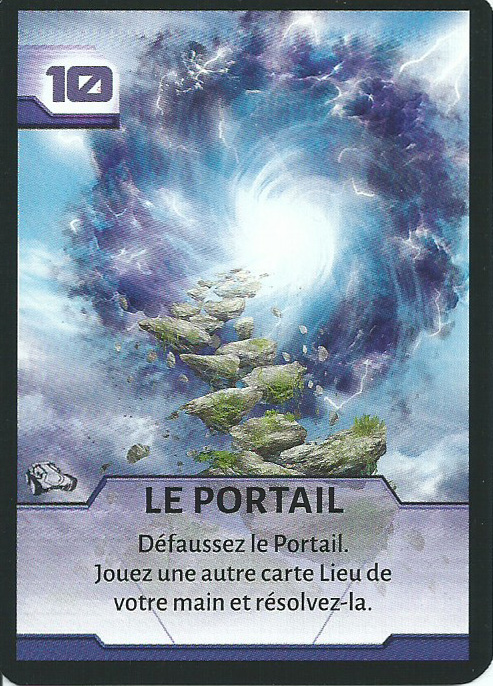 10
LE PORTAIL
Défaussez le Portail.
Jouez une autre carte Lieu de
votre main et résolvez-la.